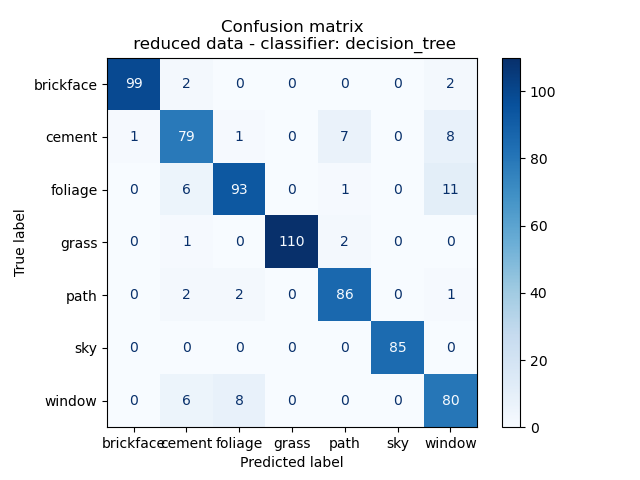 Confusion matrix
reduced data - classifier: decision_tree
True label
brickface 99 2 0 0 0 0 2
cement 1 79 1 0 7 0 8
foliage 0 6 93 0 1 0 11
grass 0 1 0 110 2 0 0
path 0 2 2 0 86 0 1
sky 0 0 0 0 0 85 0
window 0 6 8 0 0 0 80
brickface cement foliage grass path sky window
Predicted label
100
80
60
40
20
0